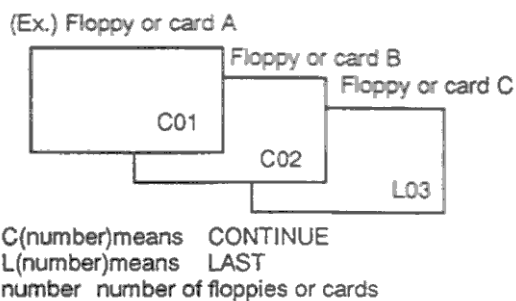 (Ex.) Floppy or card A
Floppy or card B
Floppy or card C
C01
C02
L03
C(number)means CONTINUE
L(number)means LAST
number number of floppies or cards